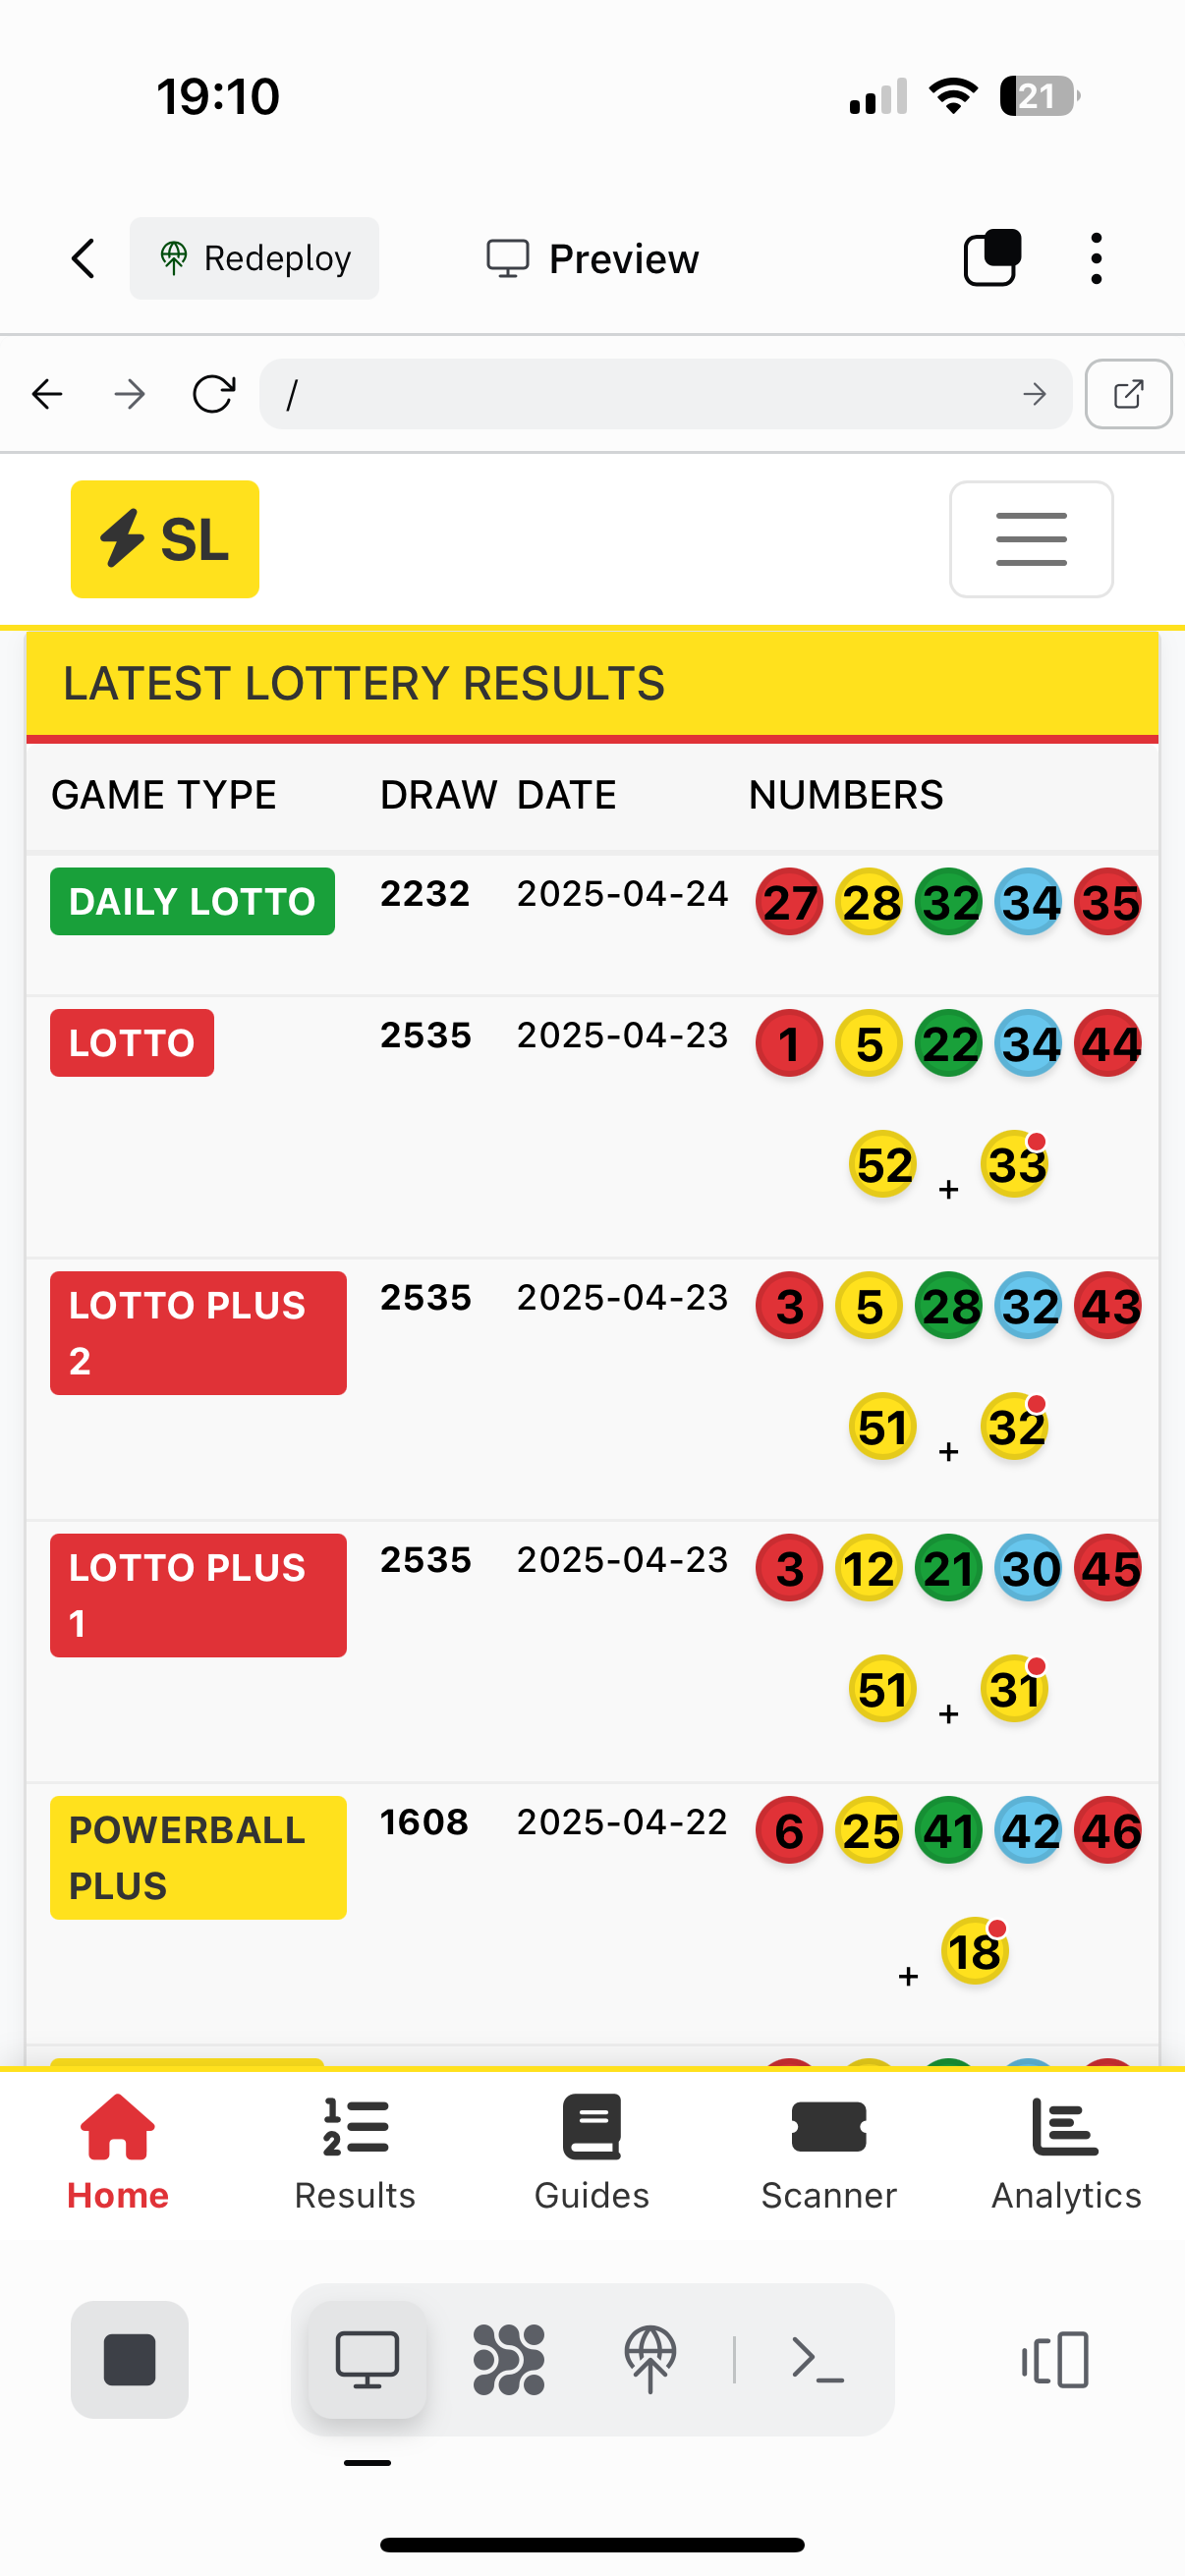 19:10
21
Redeploy
Preview
/
SL
LATEST LOTTERY RESULTS
GAME TYPE DRAW DATE NUMBERS
DAILY LOTTO 2232 2025-04-24 27 28 32 34 35
LOTTO 2535 2025-04-23 1 5 22 34 44
52 + 33
LOTTO PLUS 2535 2025-04-23 3 5 28 32 43
2
51 + 32
LOTTO PLUS 2535 2025-04-23 3 12 21 30 45
1
51 + 31
POWERBALL 1608 2025-04-22 6 25 41 42 46
PLUS
+ 18
Home Results Guides Scanner Analytics